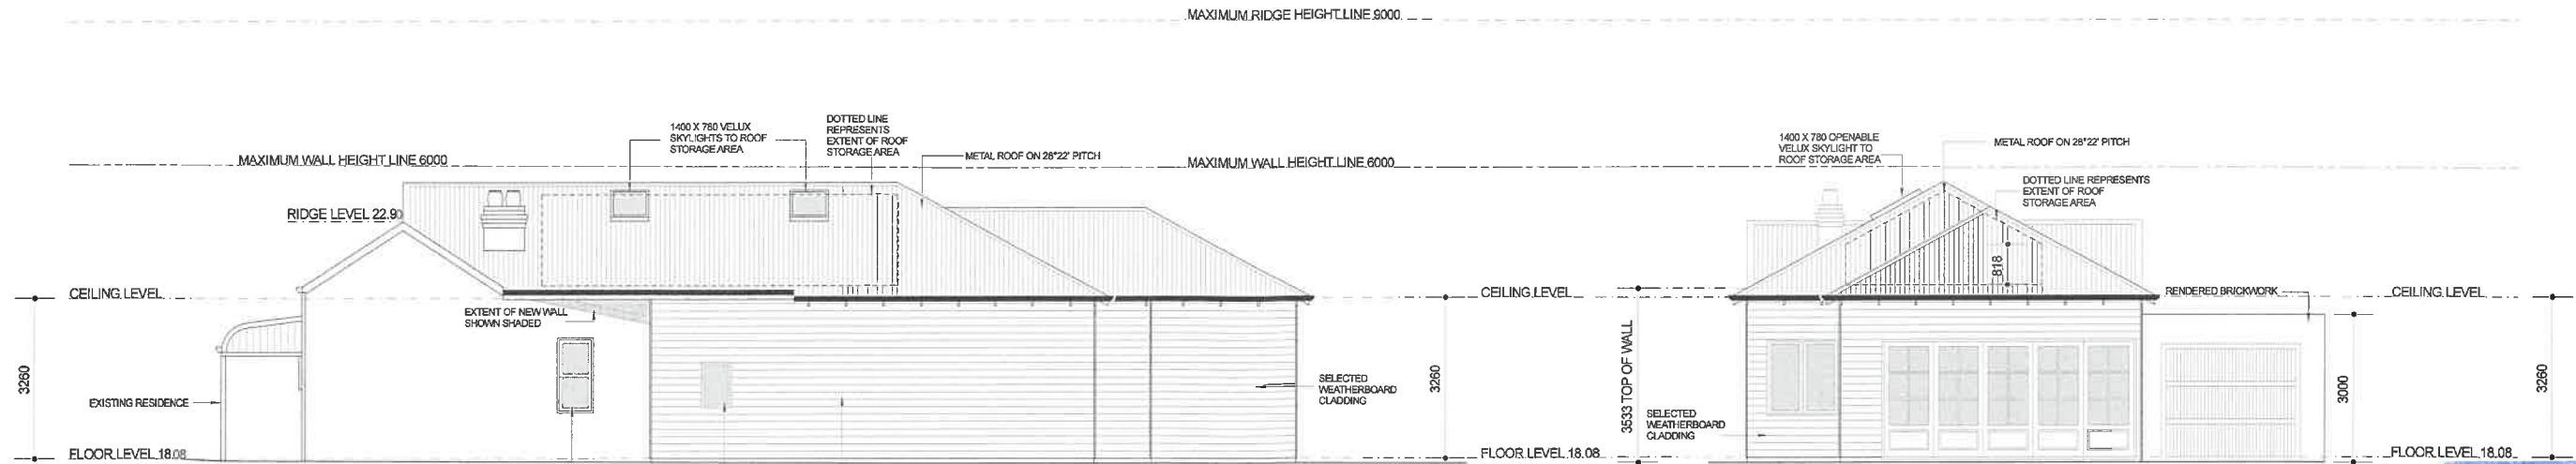 MAXIMUM RIDGE HEIGHT LINE 9000
1400 X 780 VELUX
SKYLIGHTS TO ROOF
STORAGE AREA
DOTTED LINE
REPRESENTS
EXTENT OF ROOF
STORAGE AREA
METAL ROOF ON 28°22' PITCH
MAXIMUM WALL HEIGHT LINE 6000
MAXIMUM WALL HEIGHT LINE 6000
1400 X 780 OPENABLE
VELUX SKYLIGHT TO
ROOF STORAGE AREA
METAL ROOF ON 28°22' PITCH
DOTTED LINE REPRESENTS
EXTENT OF ROOF
STORAGE AREA
RIDGE LEVEL 22.90
818
CEILING LEVEL
CEILING LEVEL
RENDERED BRICKWORK
CEILING LEVEL
EXTENT OF NEW WALL
SHOWN SHADED
3260
EXISTING RESIDENCE
SELECTED
WEATHERBOARD
CLADDING
3260
3533 TOP OF WALL
SELECTED
WEATHERBOARD
CLADDING
3000
3260
FLOOR LEVEL 18.08
FLOOR LEVEL 18.08
FLOOR LEVEL 18.08